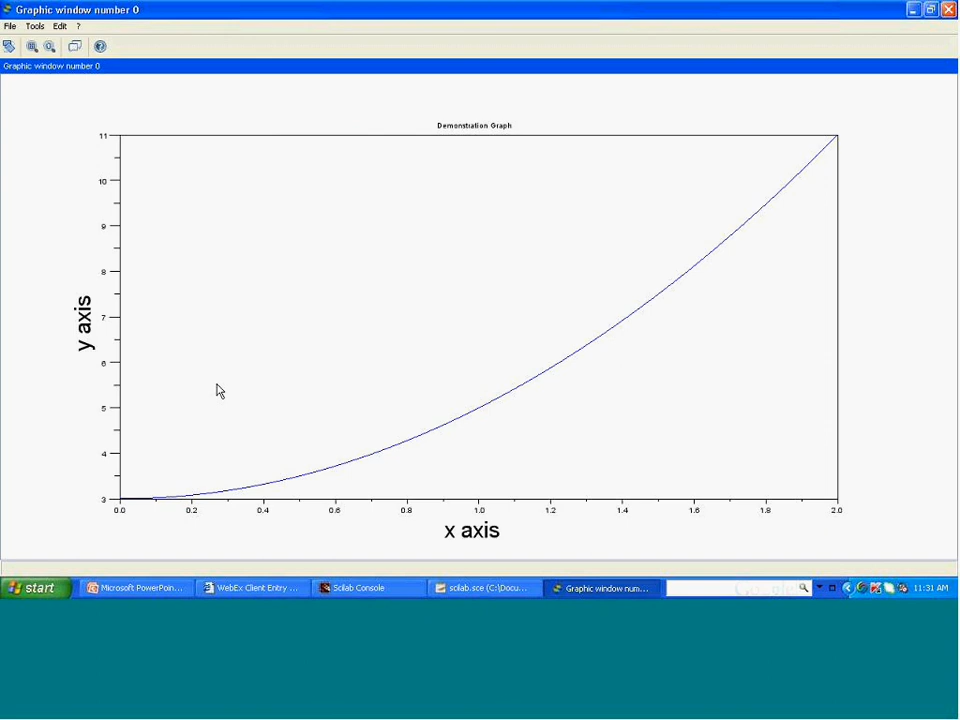 Graphic window number 0
File Tools Edit ?
Graphic window number 0
Demonstration Graph
11
10
9
8
7
6
5
4
3
y axis
0.0 0.2 0.4 0.6 0.8 1.0 1.2 1.4 1.6 1.8 2.0
x axis
start Microsoft PowerPoin... WebEx Client Entry ... Scilab Console scilab.sce (C:\Docu... Graphic window num... 11:31 AM